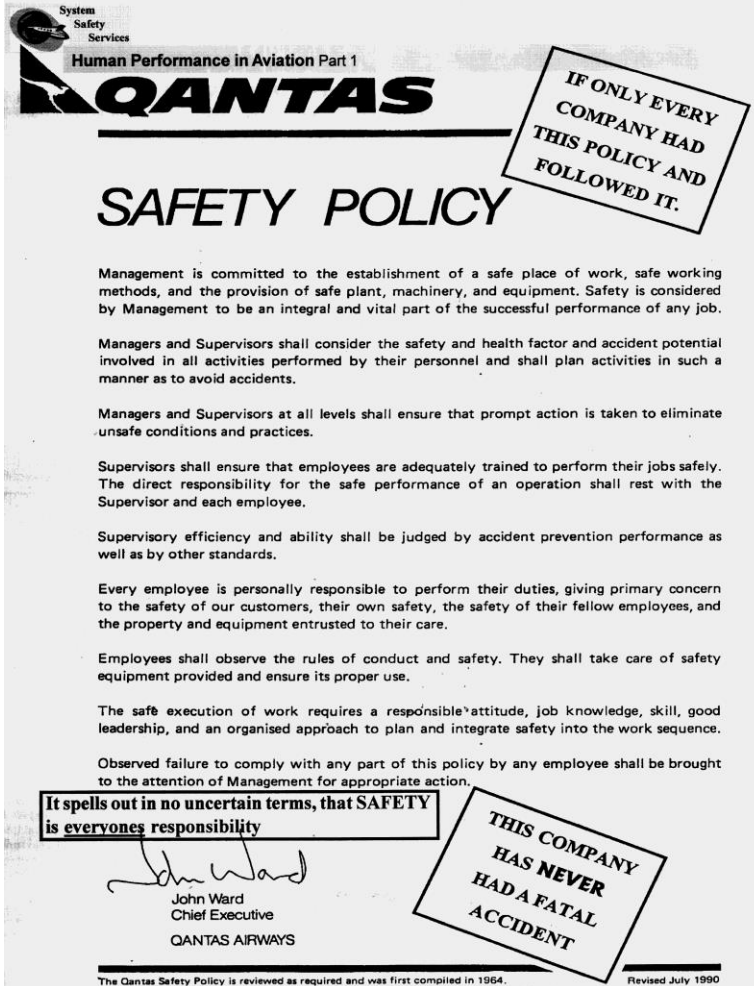 System
Safety
Services
Human Performance in Aviation Part 1
QANTAS
IF ONLY EVERY
COMPANY HAD
THIS POLICY AND
FOLLOWED IT.
SAFETY POLICY
Management is committed to the establishment of a safe place of work, safe working
methods, and the provision of safe plant, machinery, and equipment. Safety is considered
by Management to be an integral and vital part of the successful performance of any job.
Managers and Supervisors shall consider the safety and health factor and accident potential
involved in all activities performed by their personnel and shall plan activities in such a
manner as to avoid accidents.
Managers and Supervisors at all levels shall ensure that prompt action is taken to eliminate
unsafe conditions and practices.
Supervisors shall ensure that employees are adequately trained to perform their jobs safely.
The direct responsibility for the safe performance of an operation shall rest with the
Supervisor and each employee.
Supervisory efficiency and ability shall be judged by accident prevention performance as
well as by other standards.
Every employee is personally responsible to perform their duties, giving primary concern
to the safety of our customers, their own safety, the safety of their fellow employees, and
the property and equipment entrusted to their care.
Employees shall observe the rules of conduct and safety. They shall take care of safety
equipment provided and ensure its proper use.
The safe execution of work requires a responsible attitude, job knowledge, skill, good
leadership, and an organised approach to plan and integrate safety into the work sequence.
Observed failure to comply with any part of this policy by any employee shall be brought
to the attention of Management for appropriate action.
It spells out in no uncertain terms, that SAFETY
is everyones responsibility
John Ward
John Ward
Chief Executive
QANTAS AIRWAYS
THIS COMPANY
HAS NEVER
HAD A FATAL
ACCIDENT
The Qantas Safety Policy is reviewed as required and was first compiled in 1964.
Revised July 1990